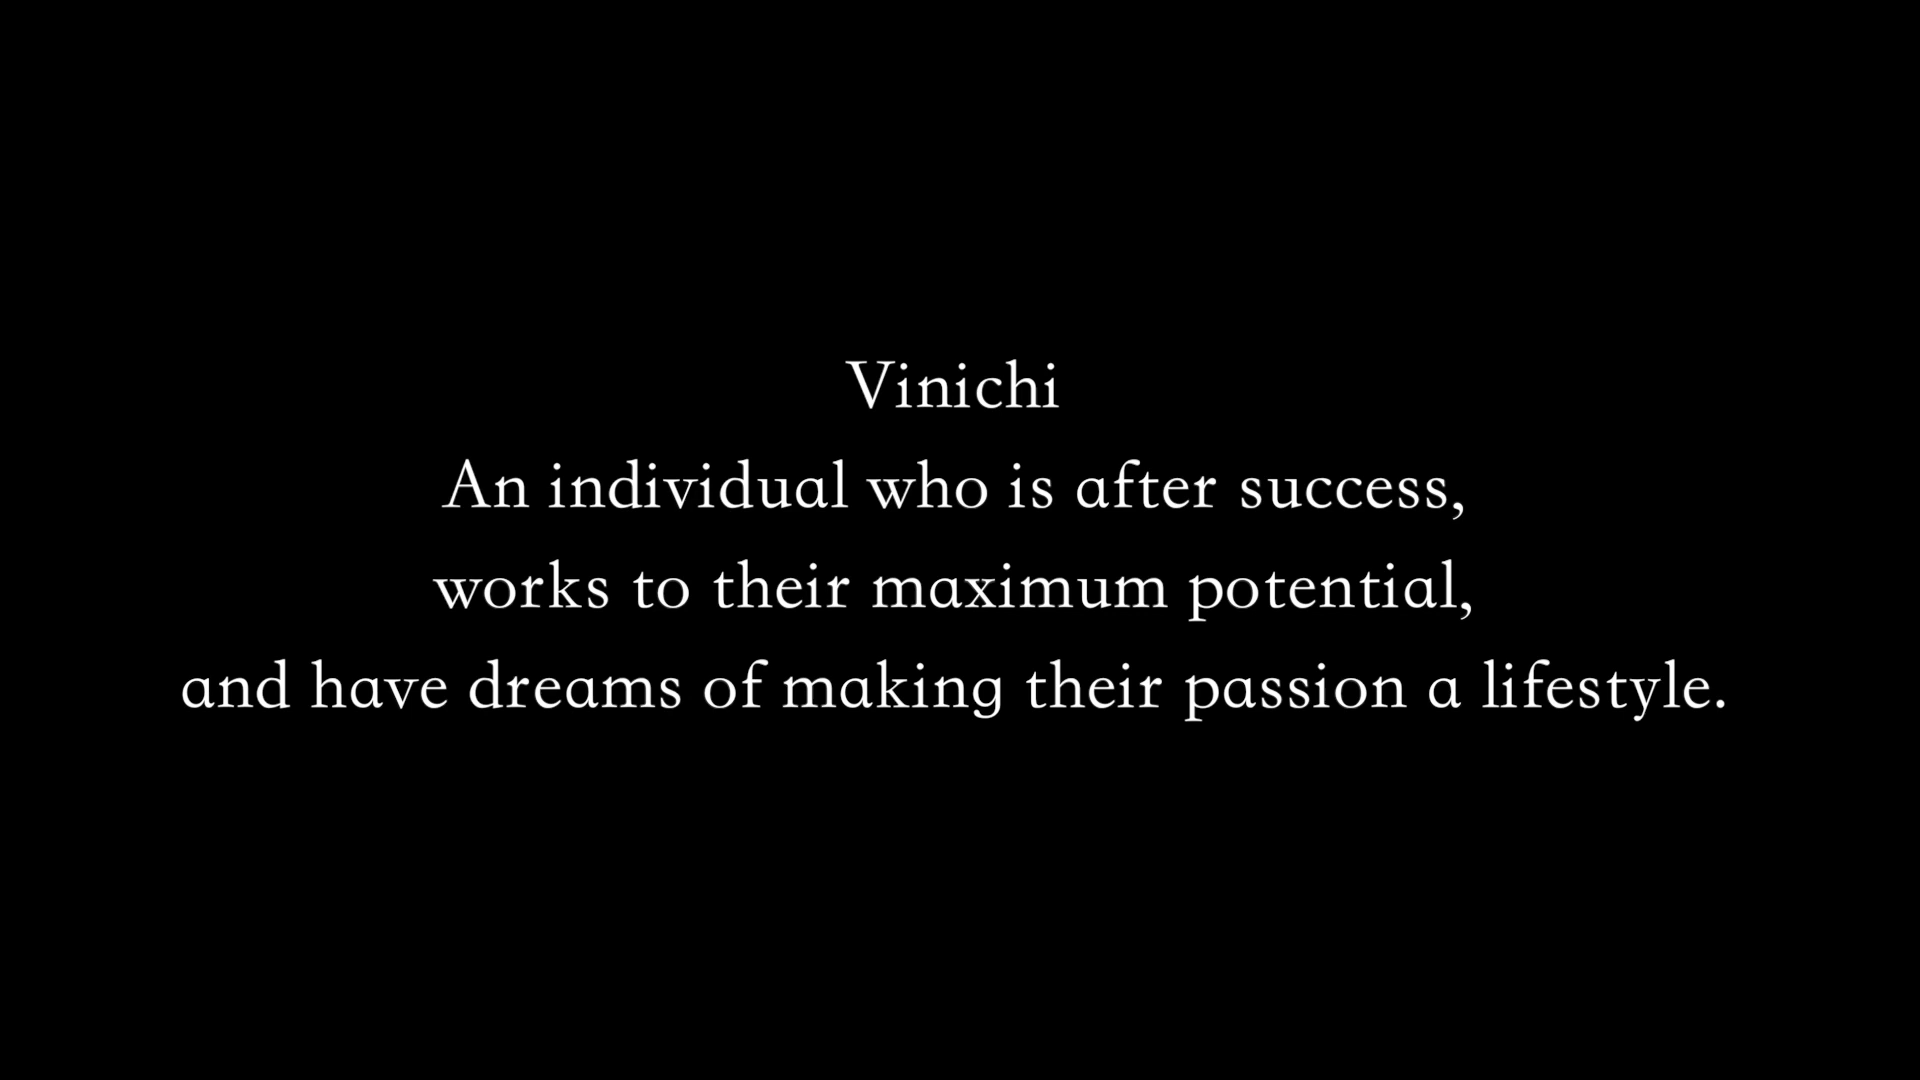 Vinichi
An individual who is after success,
works to their maximum potential,
and have dreams of making their passion a lifestyle.